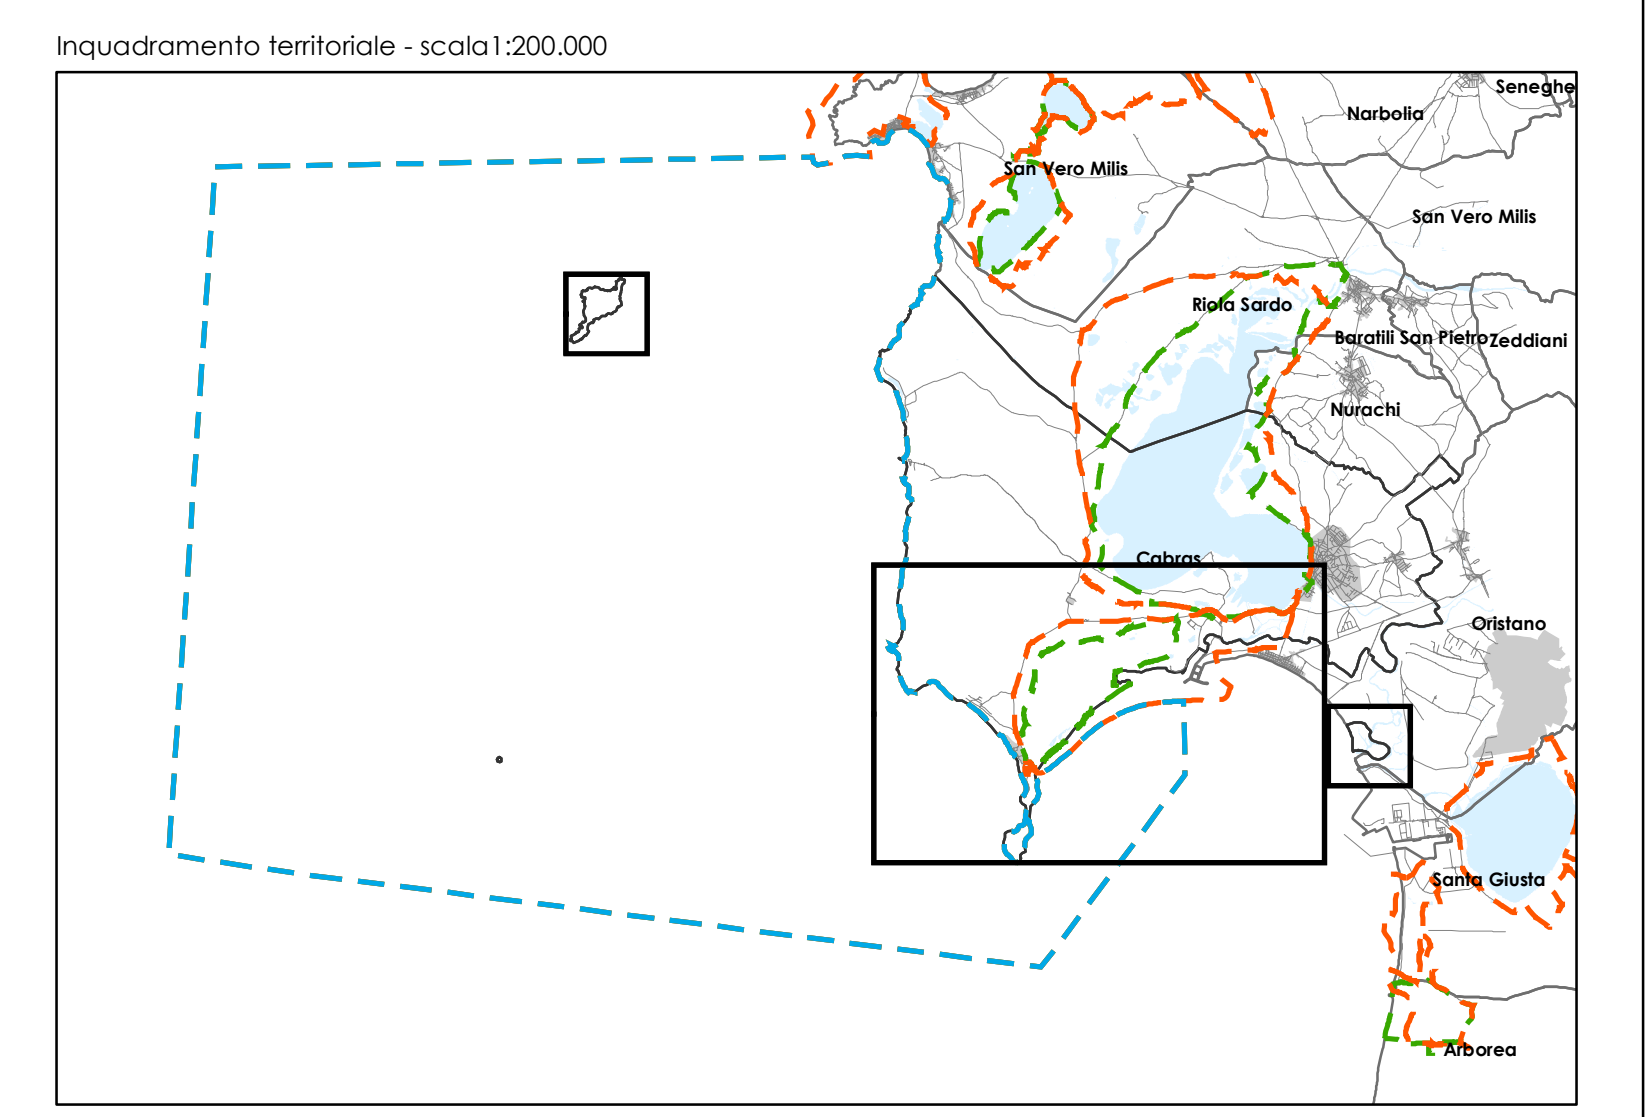 Inquadramento territoriale - scala1:200.000
Seneghe
Narbolia
San Vero Milis
San Vero Milis
Riola Sardo
Baratili San Pietro
Zeddiani
Nurachi
Cabras
Oristano
Santa Giusta
Arborea